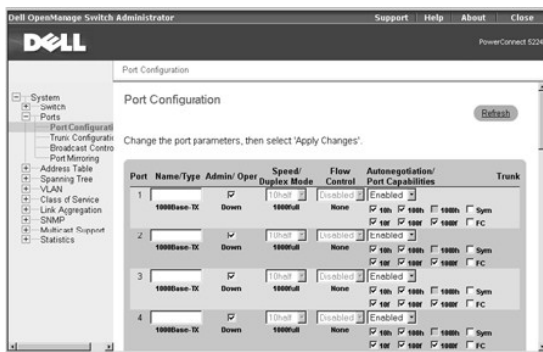 Dell OpenManage Switch Administrator
Support Help About Close
DELL
PowerConnect 5224
Port Configuration
System
Switch
Ports
Port Configurati
Trunk Configuratio
Broadcast Contro
Port Mirroring
Address Table
Spanning Tree
VLAN
Class of Service
Link Aggregation
SNMP
Multicast Support
Statistics
Port Configuration
Refresh
Change the port parameters, then select 'Apply Changes'.
Port Name/Type Admin/ Oper Speed/ Duplex Mode Flow Control Autonegotiation/ Port Capabilities Trunk
1 10half Disabled Enabled
1000Base-TX Down 1000full None 10h 100h 1000h Sym
10f 100f 1000f FC
2 10half Disabled Enabled
1000Base-TX Down 1000full None 10h 100h 1000h Sym
10f 100f 1000f FC
3 10half Disabled Enabled
1000Base-TX Down 1000full None 10h 100h 1000h Sym
10f 100f 1000f FC
4 10half Disabled Enabled
1000Base-TX Down 1000full None 10h 100h 1000h Sym
10f 100f 1000f FC